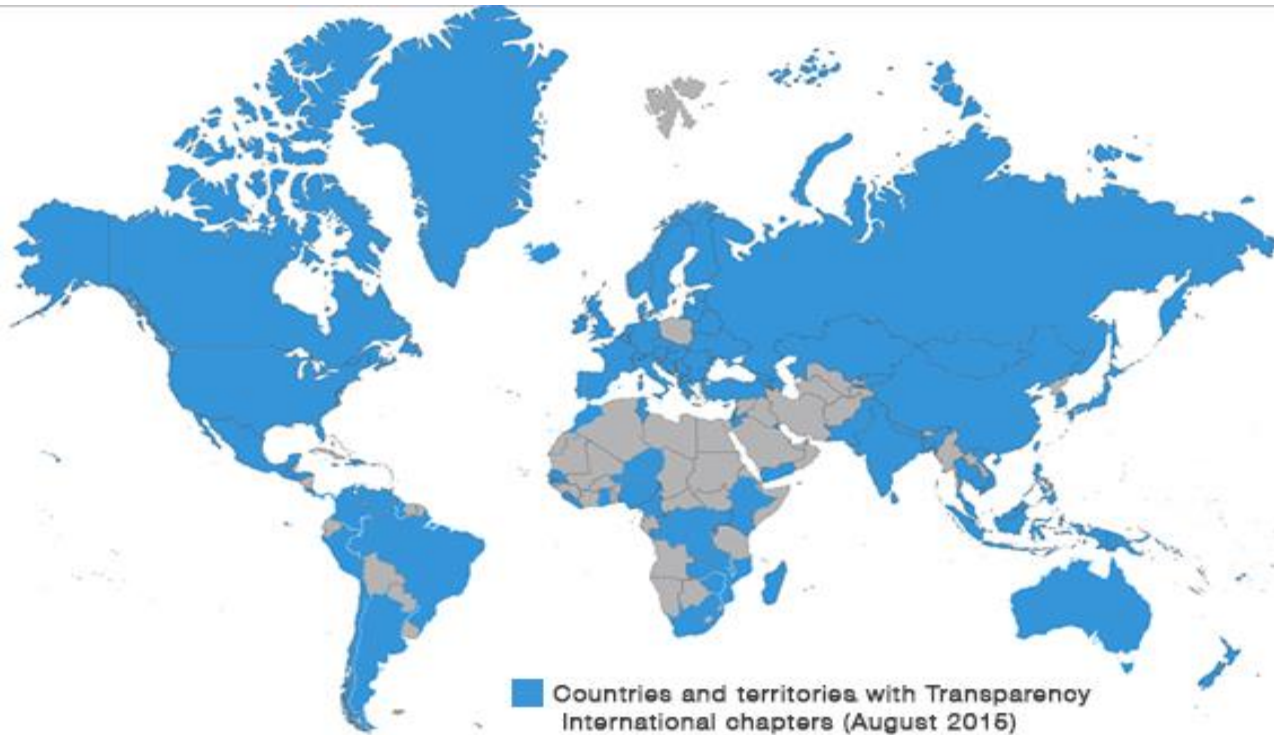 Countries and territories with Transparency
International chapters (August 2015)